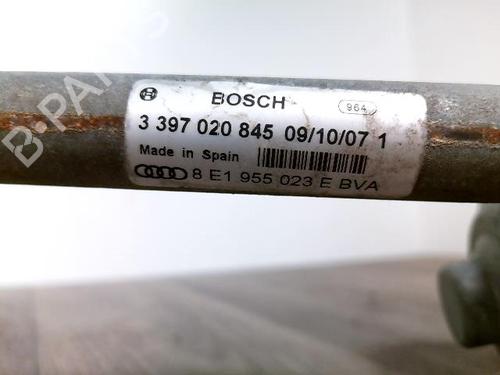 BOSCH 964
3 397 020 845 09/10/07 1
Made in Spain
8 E1 955 023 E BVA
B-PARTS